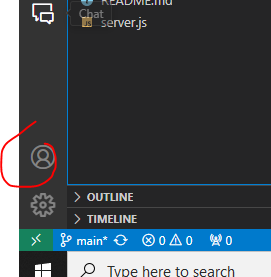 README.md
Chat
server.js
OUTLINE
TIMELINE
main* 0 0 0
Type here to search